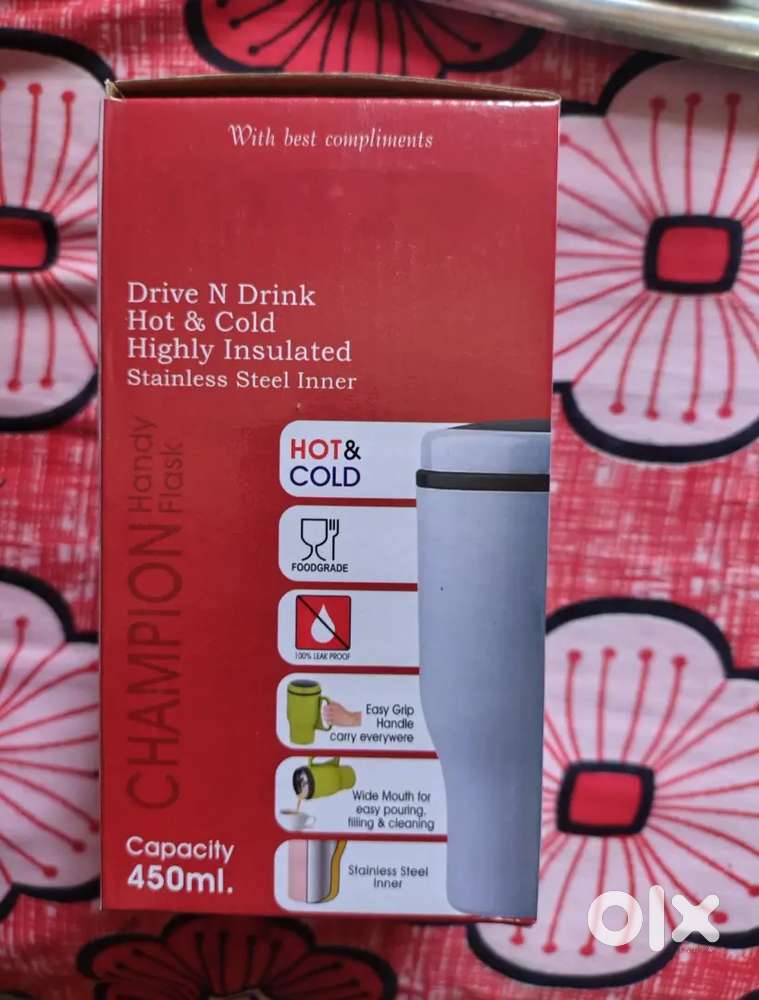 With best compliments
Drive N Drink
Hot & Cold
Highly Insulated
Stainless Steel Inner
CHAMPION Handy
Flask
HOT&
COLD
FOODGRADE
100% LEAK PROOF
Easy Grip
Handle
carry everywere
Wide Mouth for
easy pouring,
filling & cleaning
Stainless Steel
Inner
Capacity
450ml.
olx